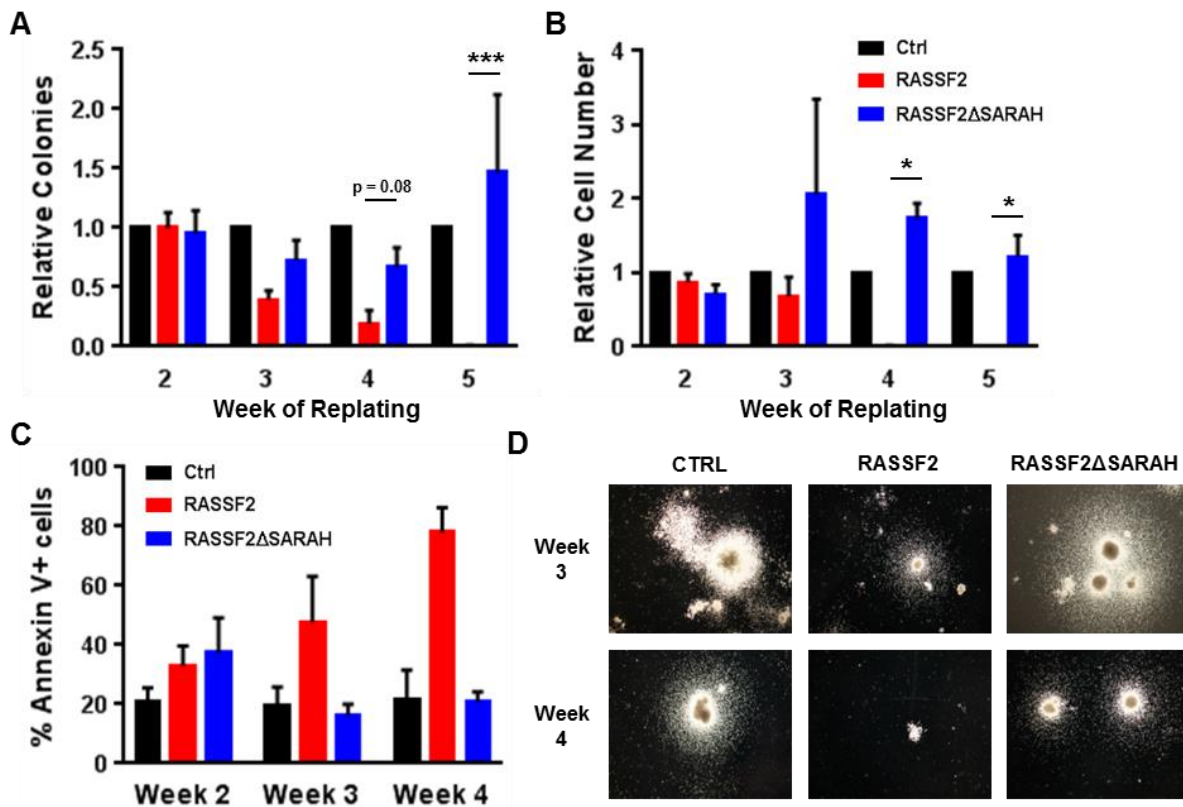 A
Relative Colonies
2.5
2.0
1.5
1.0
0.5
0.0
p = 0.08
***
2 3 4 5
Week of Replating
B
Relative Cell Number
4
3
2
1
0
Ctrl
RASSF2
RASSF2ΔSARAH
*
*
2 3 4 5
Week of Replating
C
% Annexin V+ cells
100
80
60
40
20
0
Ctrl
RASSF2
RASSF2ΔSARAH
Week 2 Week 3 Week 4
D
CTRL RASSF2 RASSF2ΔSARAH
Week
3
Week
4